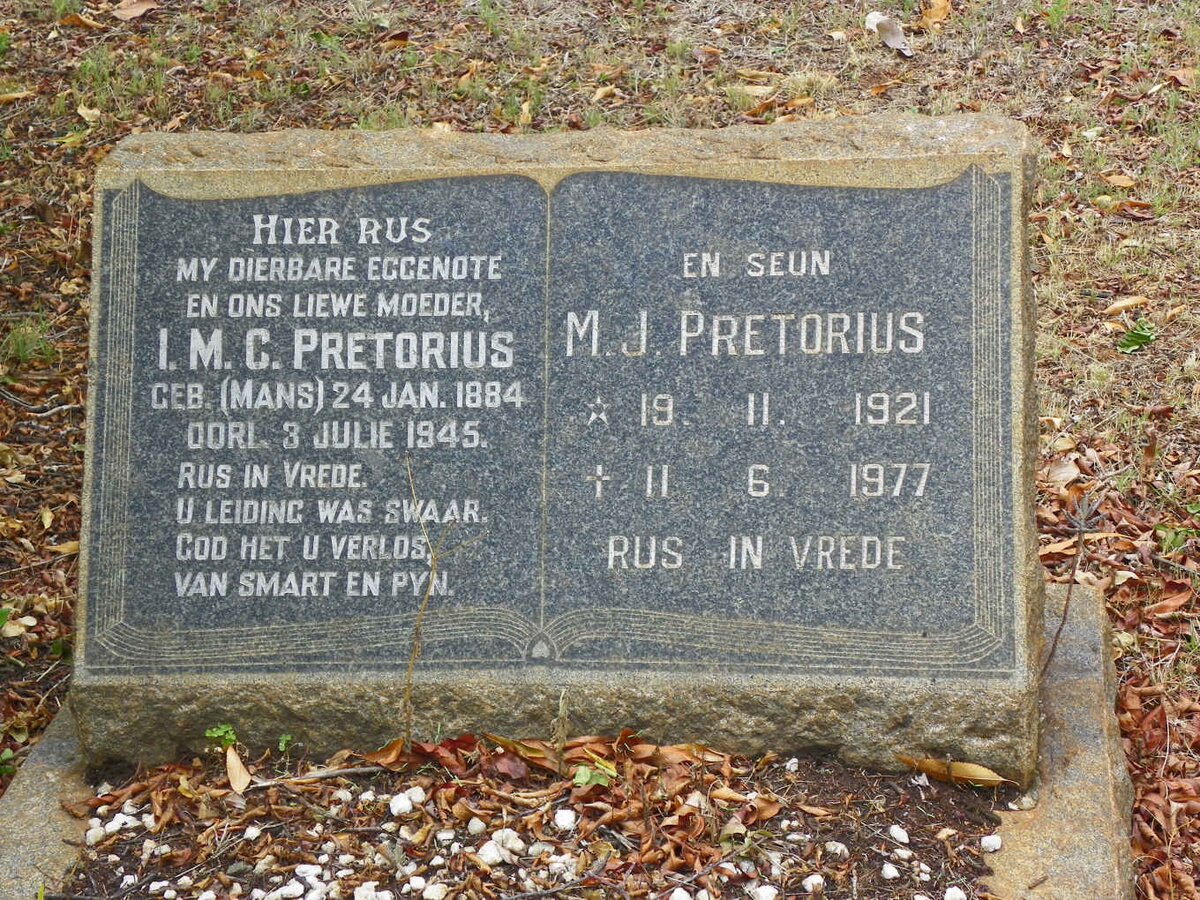 HIER RUS
MY DIERBARE EGGENOTE
EN ONS LIEWE MOEDER,
I. M. C. PRETORIUS
GEB. (MANS) 24 JAN. 1884
OORL. 3 JULIE 1945.
RUS IN VREDE.
U LEIDING WAS SWAAR.
GOD HET U VERLOS.
VAN SMART EN PYN.
EN SEUN
M. J. PRETORIUS
☆ 19. 11. 1921
† 11 6. 1977
RUS IN VREDE